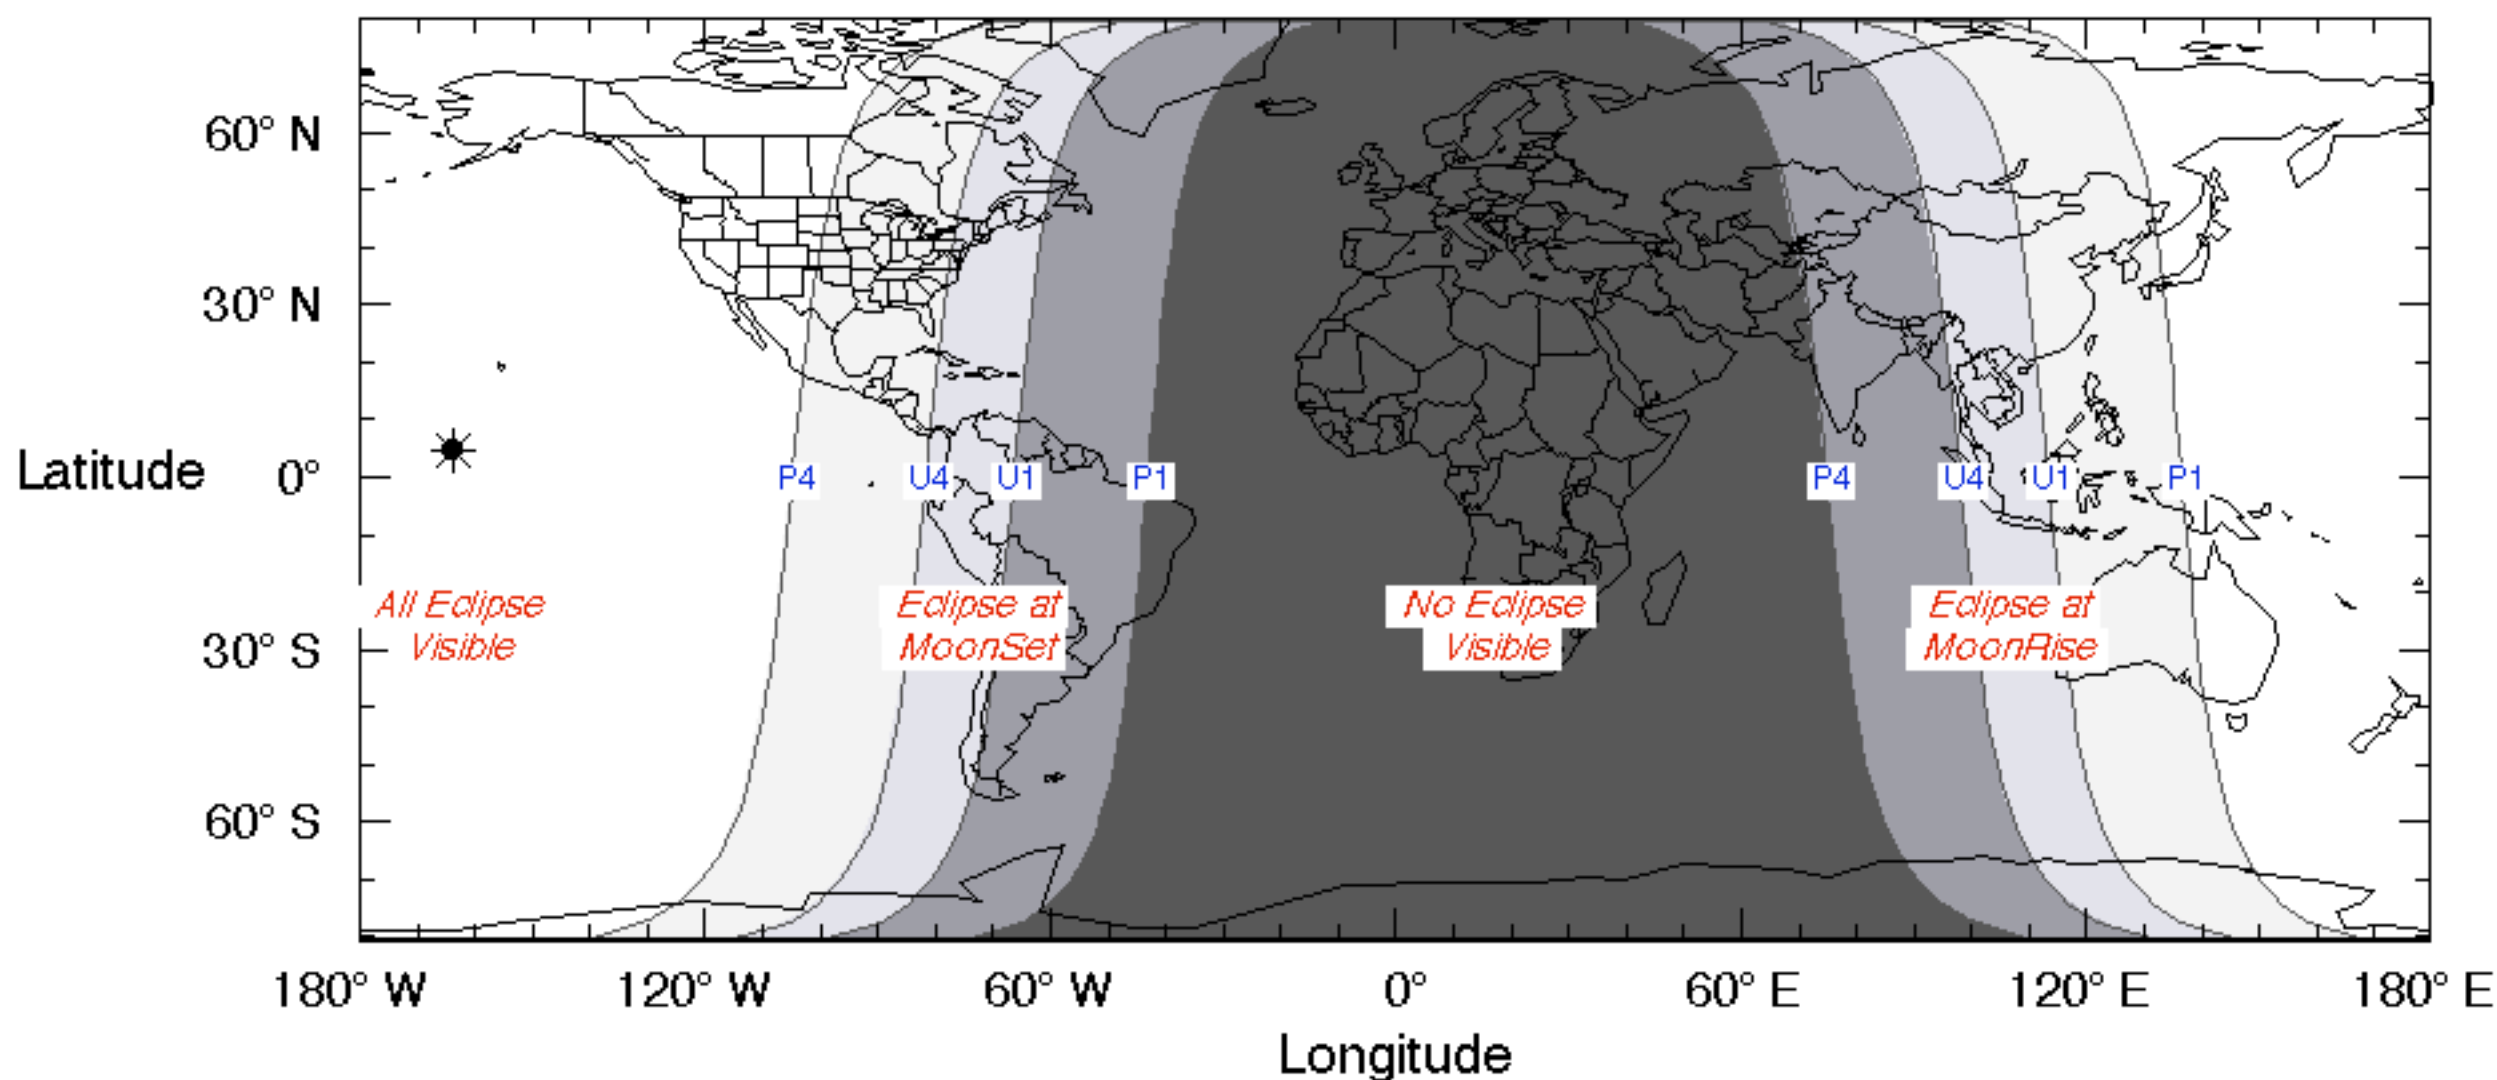 60° N
30° N
Latitude 0°
P4 U4 U1 P1 P4 U4 U1 P1
All Eclipse Visible
Eclipse at MoonSet
No Eclipse Visible
Eclipse at MoonRise
30° S
60° S
180° W 120° W 60° W 0° 60° E 120° E 180° E
Longitude